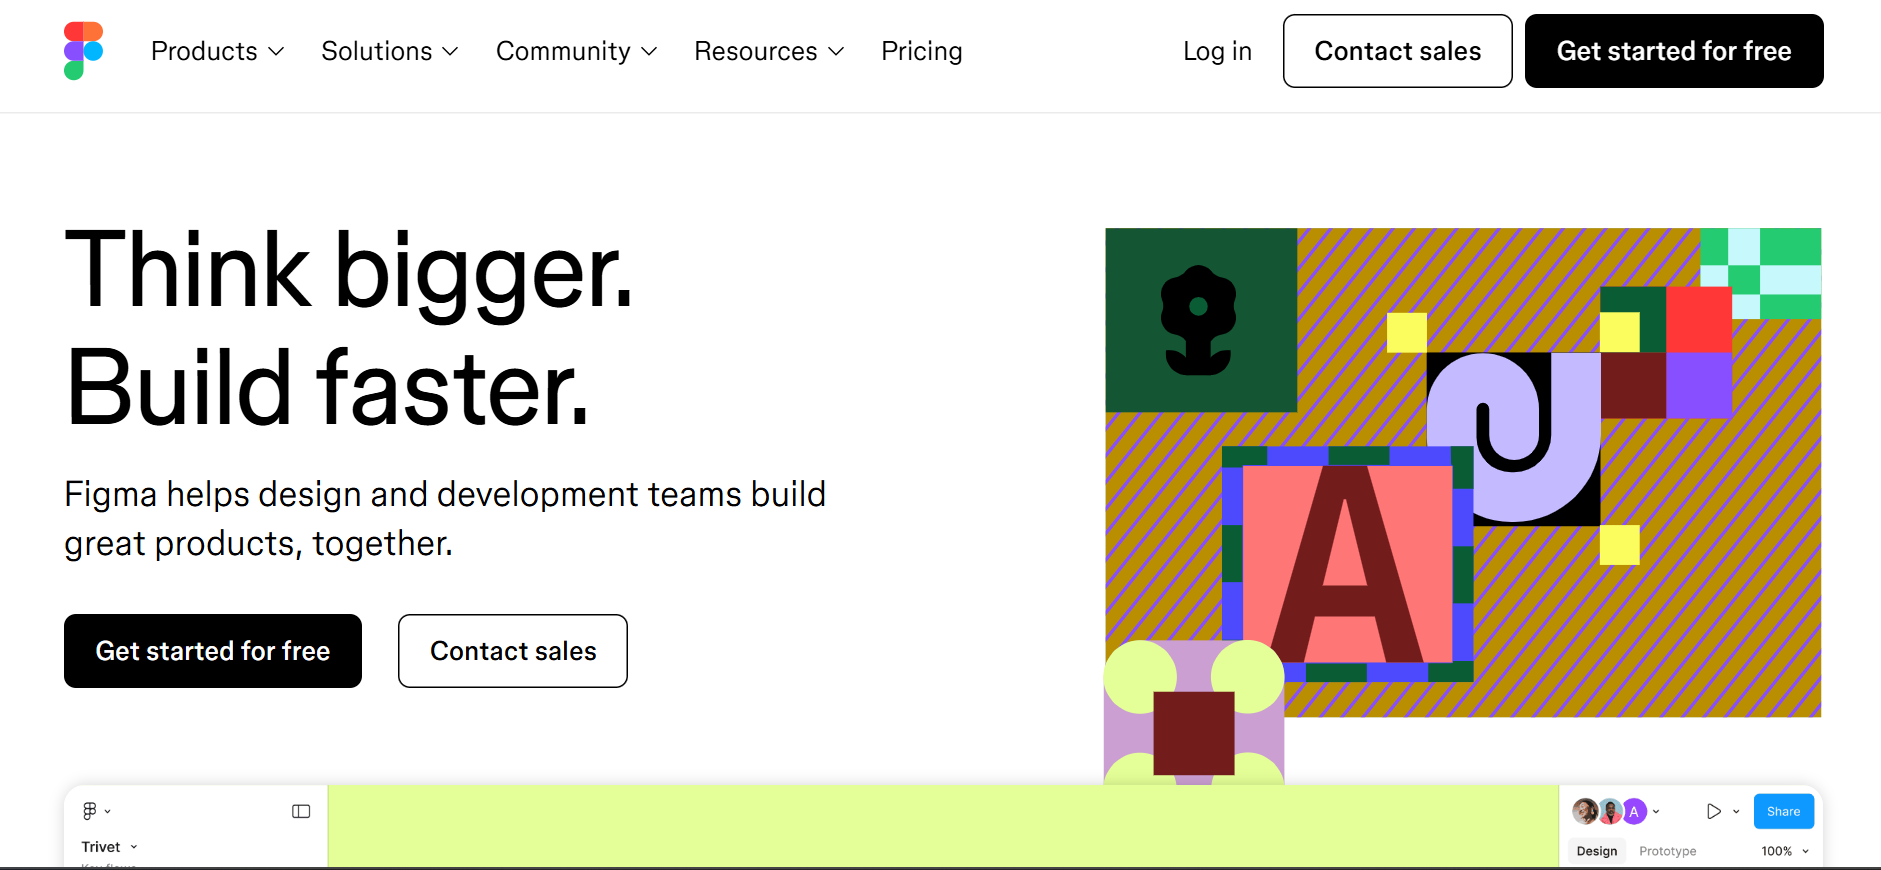 Products Solutions Community Resources Pricing Log in Contact sales Get started for free
Think bigger.
Build faster.
Figma helps design and development teams build
great products, together.
Get started for free Contact sales
A
A Share
Trivet
Design Prototype 100%